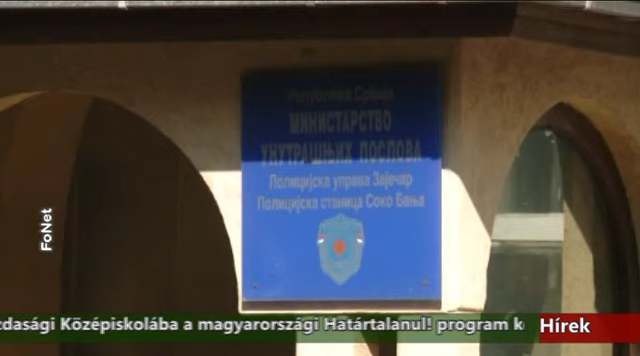 Република Србија
МИНИСТАРСТВО
УНУТРАШЊИХ ПОСЛОВА
Полицијска управа Зајечар
Полицијска станица Соко Бања
FoNet
zdasági Középiskolába a magyarországi Határtalanul! program k
Hírek